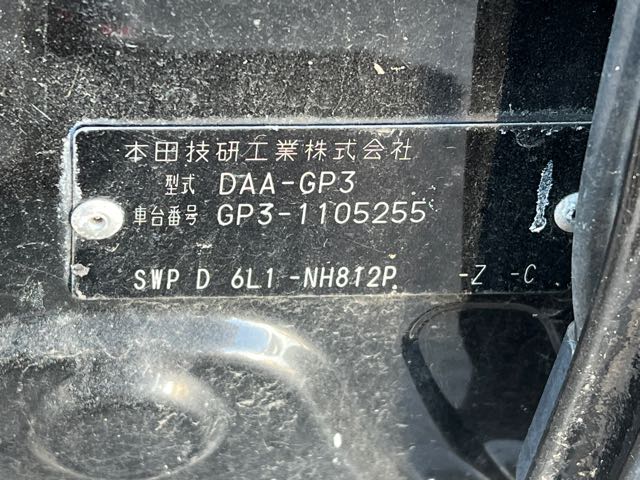 本田技研工業株式会社
型式 DAA-GP3
車台番号 GP3-1105255
SWP D 6L1 -NH812P -Z -C